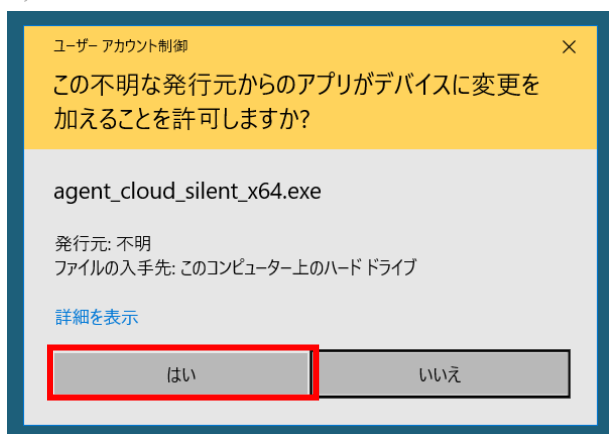 ユーザー アカウント制御
この不明な発行元からのアプリがデバイスに変更を
加えることを許可しますか?
agent_cloud_silent_x64.exe
発行元: 不明
ファイルの入手先: このコンピューター上のハード ドライブ
詳細を表示
はい
いいえ